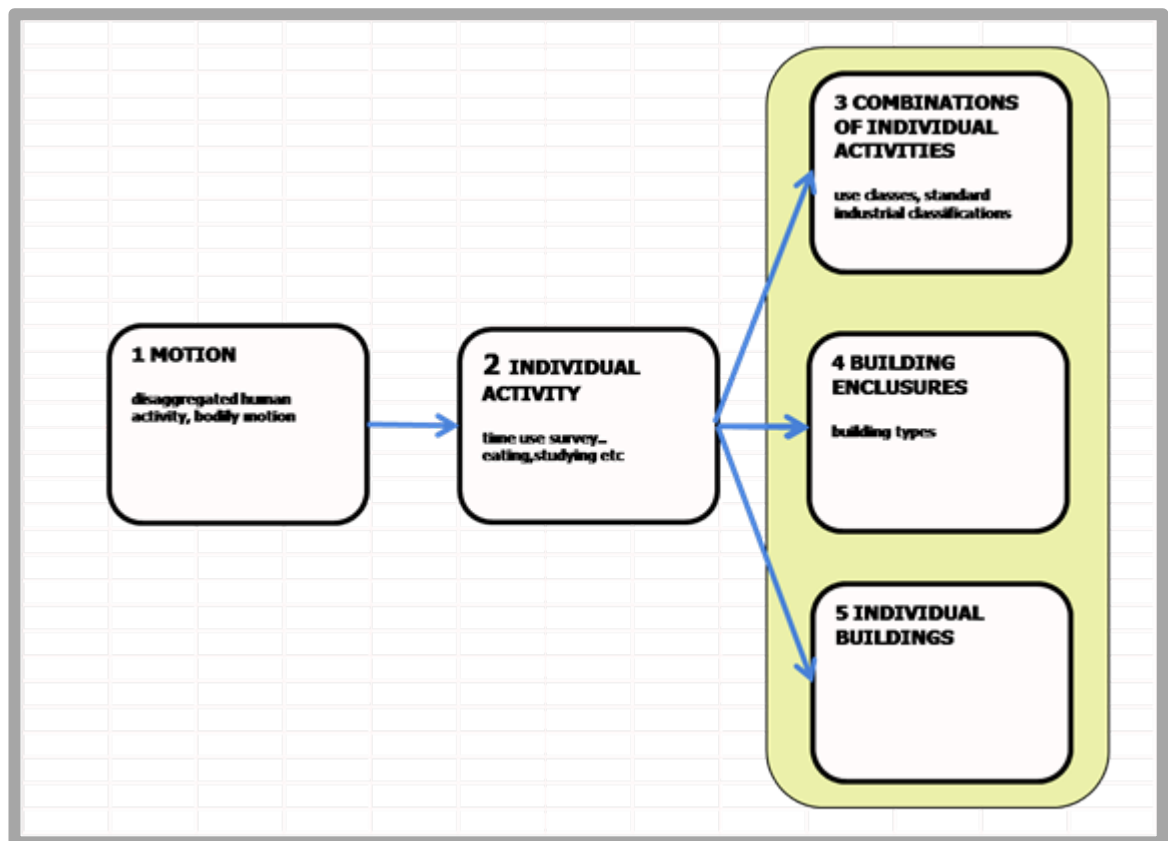 1 MOTION
disaggregated human
activity, bodily motion
2 INDIVIDUAL
ACTIVITY
time use survey...
eating,studying etc
3 COMBINATIONS
OF INDIVIDUAL
ACTIVITIES
use classes, standard
industrial classifications
4 BUILDING
ENCLUSURES
building types
5 INDIVIDUAL
BUILDINGS